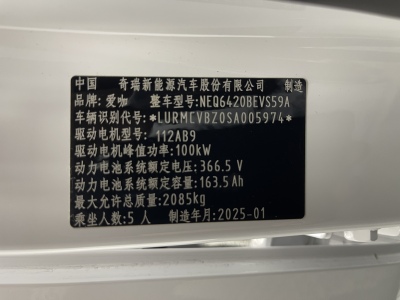 中国 奇瑞新能源汽车股份有限公司 制造
品牌:爱咖 整车型号:NEQ6420BEVS59A
车辆识别代号:*LURMCVBZ0SA005974*
驱动电机型号: 112AB9
驱动电机峰值功率:100kW
动力电池系统额定电压:366.5 V
动力电池系统额定容量:163.5Ah
最大允许总质量:2085kg
乘坐人数:5 人 制造年月:2025-01